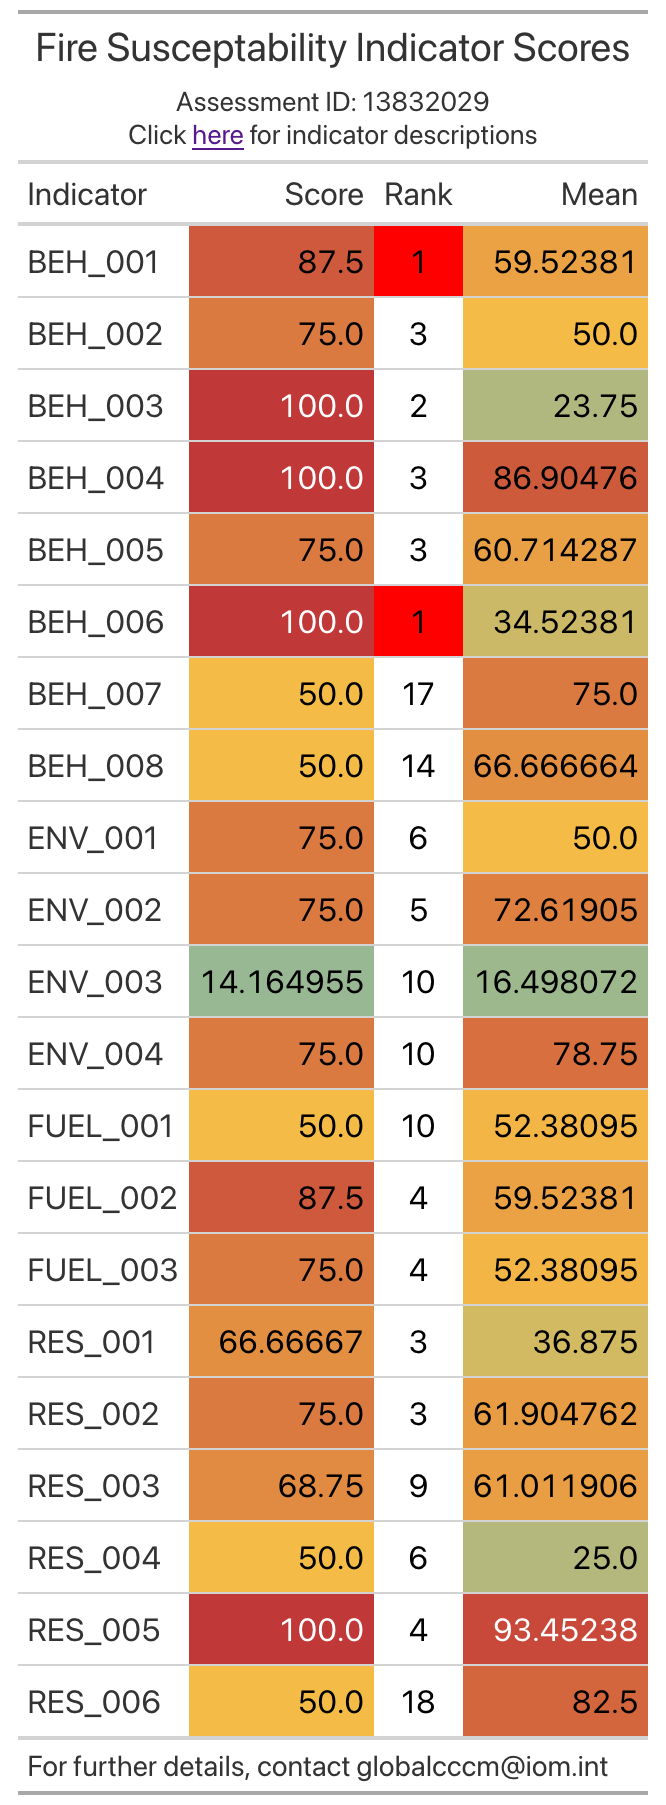 Fire Susceptability Indicator Scores
Assessment ID: 13832029
Click here for indicator descriptions
Indicator Score Rank Mean
BEH_001 87.5 1 59.52381
BEH_002 75.0 3 50.0
BEH_003 100.0 2 23.75
BEH_004 100.0 3 86.90476
BEH_005 75.0 3 60.714287
BEH_006 100.0 1 34.52381
BEH_007 50.0 17 75.0
BEH_008 50.0 14 66.666664
ENV_001 75.0 6 50.0
ENV_002 75.0 5 72.61905
ENV_003 14.164955 10 16.498072
ENV_004 75.0 10 78.75
FUEL_001 50.0 10 52.38095
FUEL_002 87.5 4 59.52381
FUEL_003 75.0 4 52.38095
RES_001 66.66667 3 36.875
RES_002 75.0 3 61.904762
RES_003 68.75 9 61.011906
RES_004 50.0 6 25.0
RES_005 100.0 4 93.45238
RES_006 50.0 18 82.5
For further details, contact globalcccm@iom.int